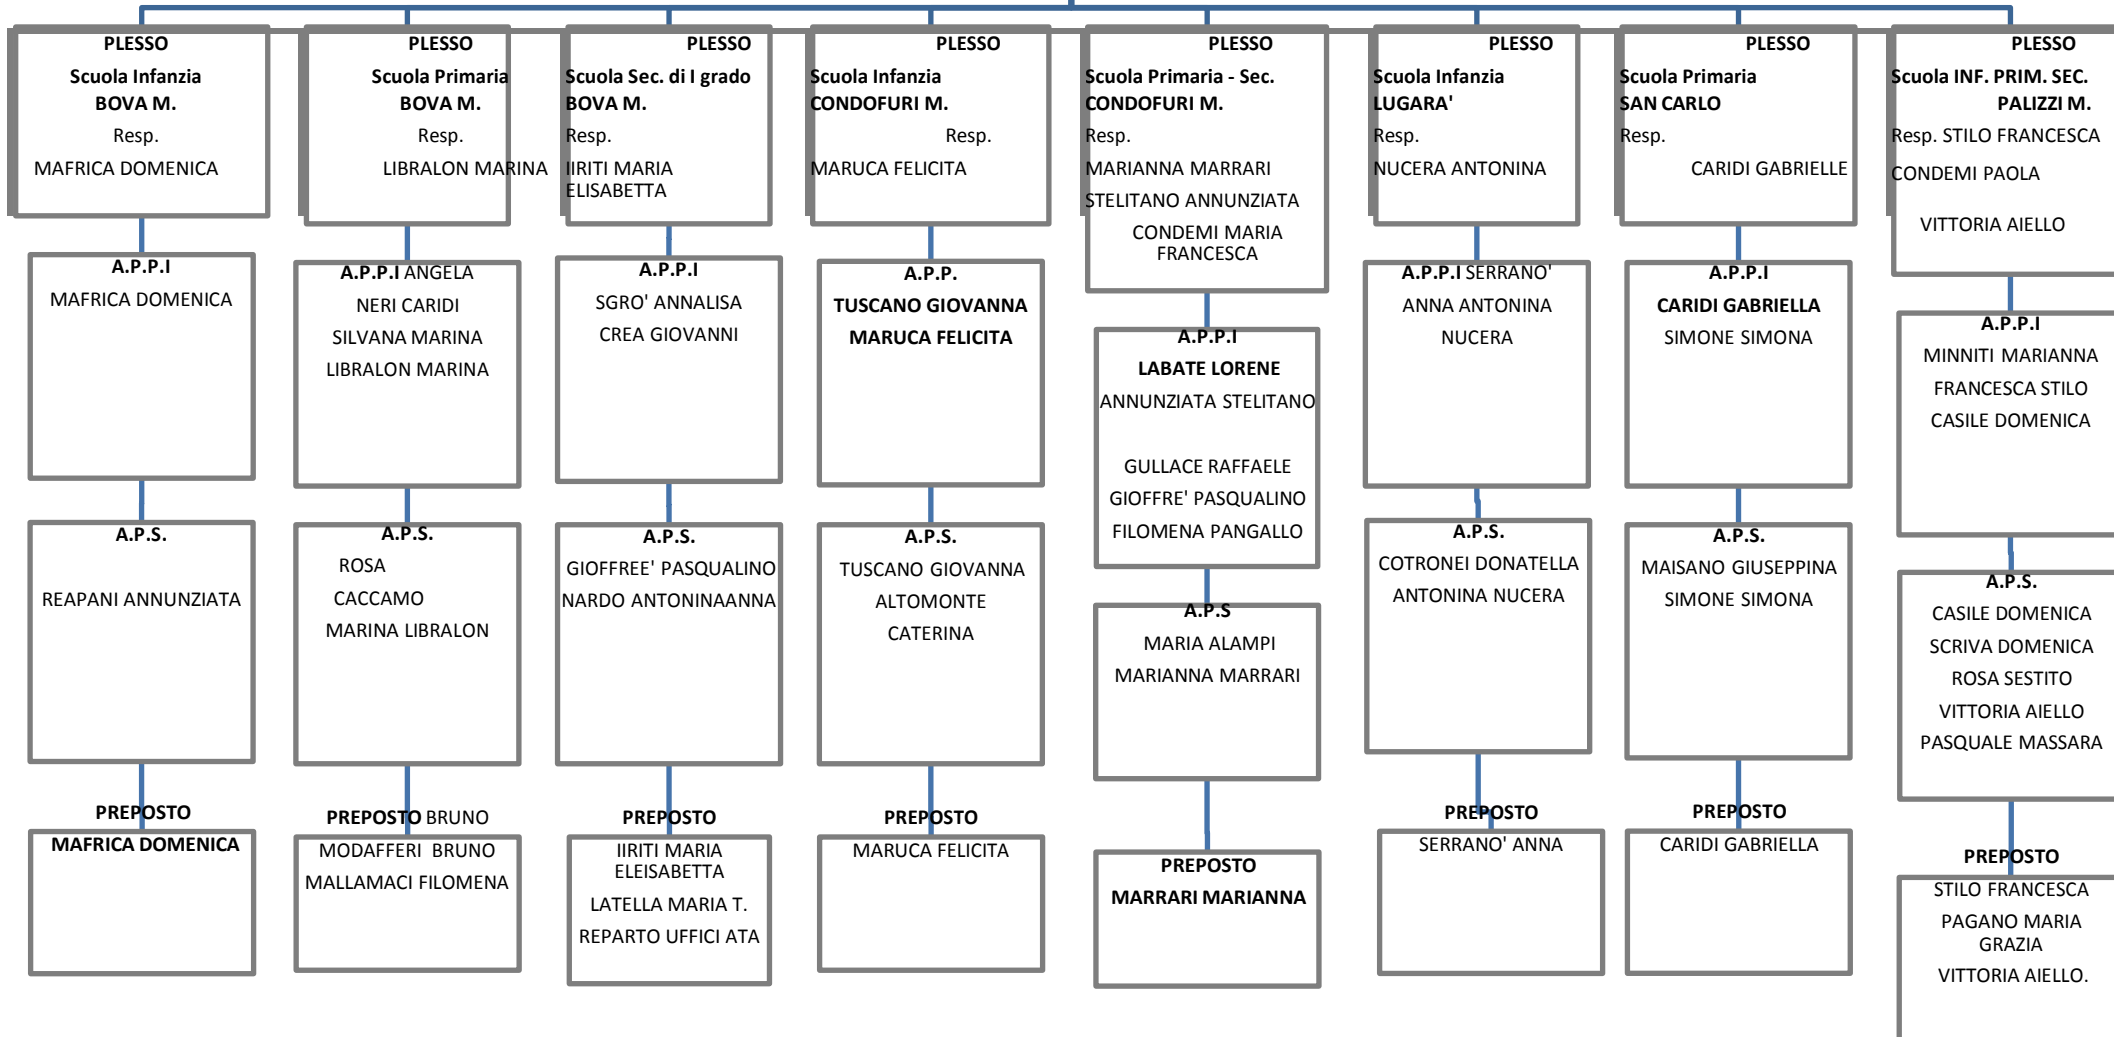 PLESSO
Scuola Infanzia
BOVA M.
Resp.
MAFRICA DOMENICA
A.P.P.I
MAFRICA DOMENICA
A.P.S.
REAPANI ANNUNZIATA
PREPOSTO
MAFRICA DOMENICA
PLESSO
Scuola Primaria
BOVA M.
Resp.
LIBRALON MARINA
A.P.P.I ANGELA
NERI CARIDI
SILVANA MARINA
LIBRALON MARINA
A.P.S.
ROSA
CACCAMO
MARINA LIBRALON
PREPOSTO BRUNO
MODAFFERI BRUNO
MALLAMACI FILOMENA
PLESSO
Scuola Sec. di I grado
BOVA M.
Resp.
IIRITI MARIA
ELISABETTA
A.P.P.I
SGRO' ANNALISA
CREA GIOVANNI
A.P.S.
GIOFFREE' PASQUALINO
NARDO ANTONINAANNA
PREPOSTO
IIRITI MARIA
ELEISABETTA
LATELLA MARIA T.
REPARTO UFFICI ATA
PLESSO
Scuola Infanzia
CONDOFURI M.
Resp.
MARUCA FELICITA
A.P.P.
TUSCANO GIOVANNA
MARUCA FELICITA
A.P.S.
TUSCANO GIOVANNA
ALTOMONTE
CATERINA
PREPOSTO
MARUCA FELICITA
PLESSO
Scuola Primaria - Sec.
CONDOFURI M.
Resp.
MARIANNA MARRARI
STELITANO ANNUNZIATA
CONDEMI MARIA
FRANCESCA
A.P.P.I
LABATE LORENE
ANNUNZIATA STELITANO
GULLACE RAFFAELE
GIOFFRE' PASQUALINO
FILOMENA PANGALLO
A.P.S
MARIA ALAMPI
MARIANNA MARRARI
PREPOSTO
MARRARI MARIANNA
PLESSO
Scuola Infanzia
LUGARA'
Resp.
NUCERA ANTONINA
A.P.P.I SERRANO'
ANNA ANTONINA
NUCERA
A.P.S.
COTRONEI DONATELLA
ANTONINA NUCERA
PREPOSTO
SERRANO' ANNA
PLESSO
Scuola Primaria
SAN CARLO
Resp.
CARIDI GABRIELLE
A.P.P.I
CARIDI GABRIELLA
SIMONE SIMONA
A.P.S.
MAISANO GIUSEPPINA
SIMONE SIMONA
PREPOSTO
CARIDI GABRIELLA
PLESSO
Scuola INF. PRIM. SEC.
PALIZZI M.
Resp. STILO FRANCESCA
CONDEMI PAOLA
VITTORIA AIELLO
A.P.P.I
MINNITI MARIANNA
FRANCESCA STILO
CASILE DOMENICA
A.P.S.
CASILE DOMENICA
SCRIVA DOMENICA
ROSA SESTITO
VITTORIA AIELLO
PASQUALE MASSARA
PREPOSTO
STILO FRANCESCA
PAGANO MARIA
GRAZIA
VITTORIA AIELLO.